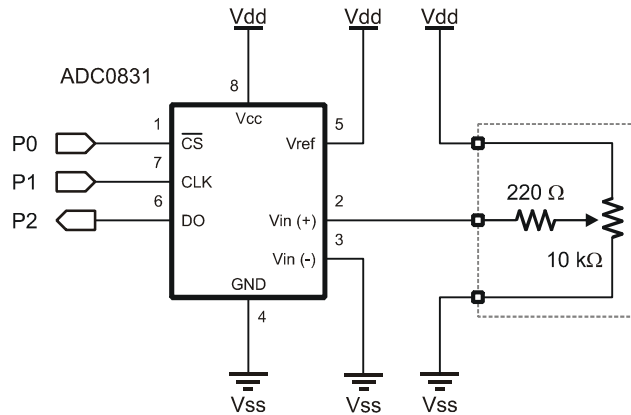 Vdd Vdd Vdd
ADC0831
8
Vcc
P0 1 CS Vref 5
P1 7 CLK
P2 6 DO Vin (+) 2
220 Ω
Vin (-) 3
10 kΩ
GND
4
Vss Vss Vss